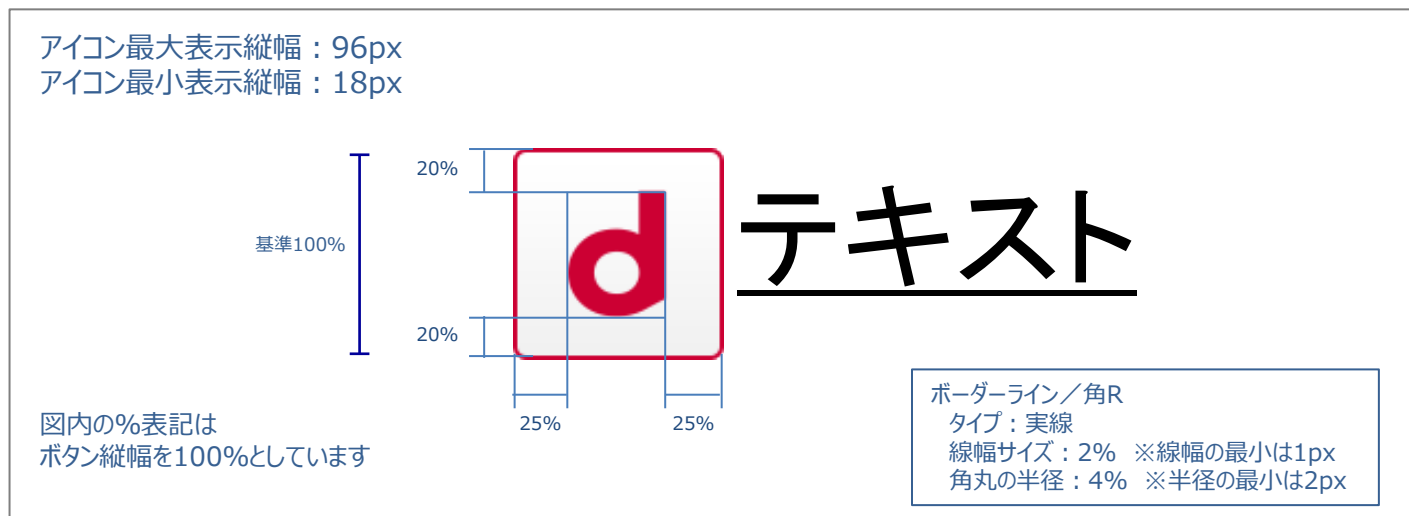 アイコン最大表示縦幅：96px
アイコン最小表示縦幅：18px
20%
基準100%
d
テキスト
20%
25%
25%
図内の%表記は
ボタン縦幅を100%としています
ボーダーライン／角R
タイプ：実線
線幅サイズ：2% ※線幅の最小は1px
角丸の半径：4% ※半径の最小は2px